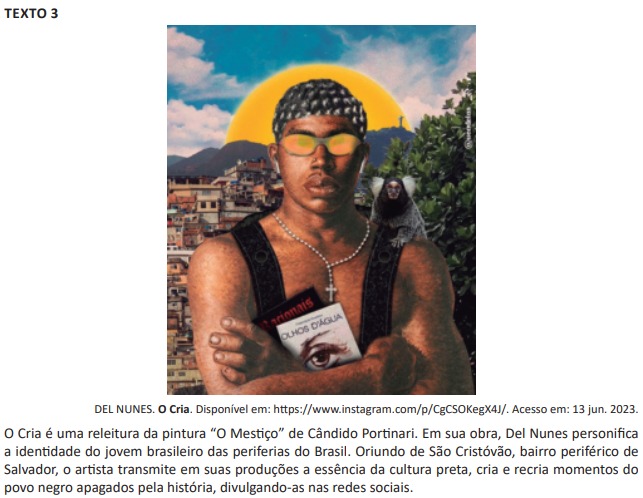 TEXTO 3
Racionais
OLHOS D'ÁGUA
DEL NUNES. O Cria. Disponível em: https://www.instagram.com/p/CgCSOKegX4J/. Acesso em: 13 jun. 2023.
O Cria é uma releitura da pintura “O Mestiço” de Cândido Portinari. Em sua obra, Del Nunes personifica
a identidade do jovem brasileiro das periferias do Brasil. Oriundo de São Cristóvão, bairro periférico de
Salvador, o artista transmite em suas produções a essência da cultura preta, cria e recria momentos do
povo negro apagados pela história, divulgando-as nas redes sociais.